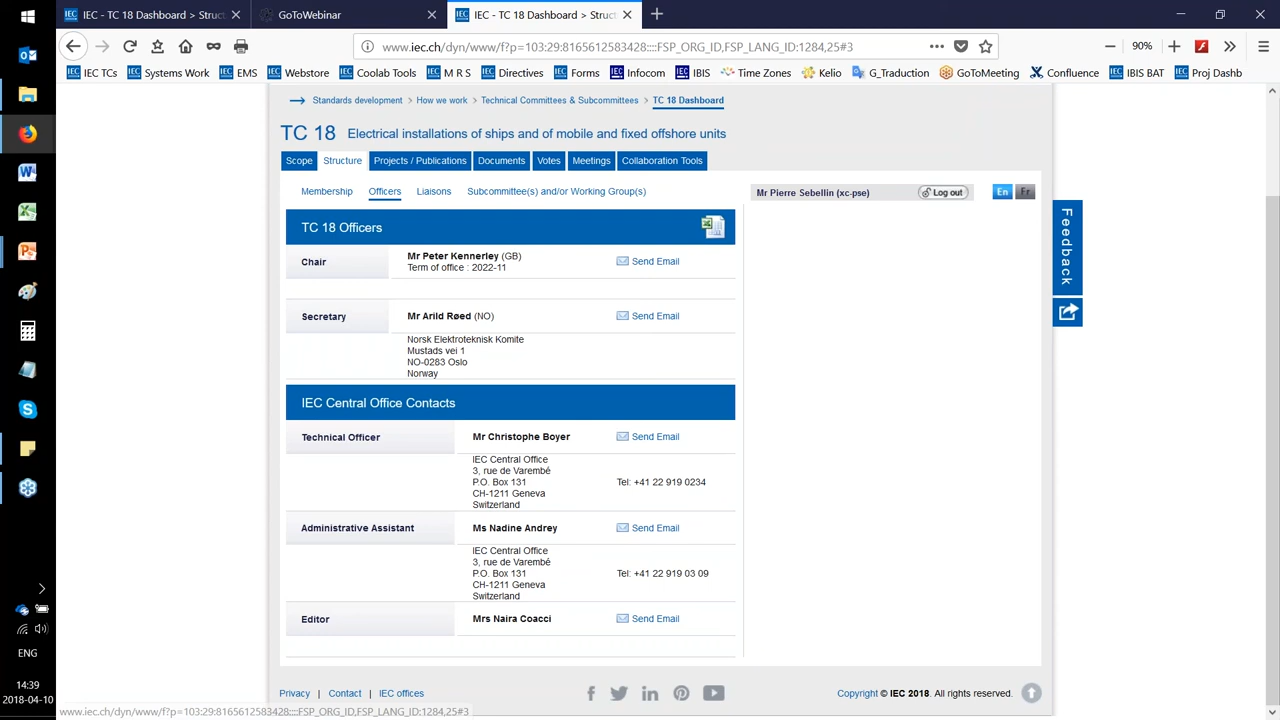 IEC - TC 18 Dashboard > Struct
GoToWebinar
IEC - TC 18 Dashboard > Struct
www.iec.ch/dyn/www/f?p=103:29:8165612583428::::FSP_ORG_ID,FSP_LANG_ID:1284,25#3
90%
IEC TCs
Systems Work
EMS
Webstore
Coolab Tools
M R S
Directives
Forms
Infocom
IBIS
Time Zones
Kelio
G_Traduction
GoToMeeting
Confluence
IBIS BAT
Proj Dashb
Standards development > How we work > Technical Committees & Subcommittees > TC 18 Dashboard
TC 18 Electrical installations of ships and of mobile and fixed offshore units
Scope
Structure
Projects / Publications
Documents
Votes
Meetings
Collaboration Tools
Membership
Officers
Liaisons
Subcommittee(s) and/or Working Group(s)
Mr Pierre Sebellin (xc-pse)
Log out
En
Fr
Feedback
TC 18 Officers
Chair
Mr Peter Kennerley (GB)
Term of office : 2022-11
Send Email
Secretary
Mr Arild Røed (NO)
Send Email
Norsk Elektroteknisk Komite
Mustads vei 1
NO-0283 Oslo
Norway
IEC Central Office Contacts
Technical Officer
Mr Christophe Boyer
Send Email
IEC Central Office
3, rue de Varembé
P.O. Box 131
CH-1211 Geneva
Switzerland
Tel: +41 22 919 0234
Administrative Assistant
Ms Nadine Andrey
Send Email
IEC Central Office
3, rue de Varembé
P.O. Box 131
CH-1211 Geneva
Switzerland
Tel: +41 22 919 03 09
Editor
Mrs Naira Coacci
Send Email
Privacy | Contact | IEC offices
Copyright © IEC 2018. All rights reserved.
ENG
14:39
2018-04-10
www.iec.ch/dyn/www/f?p=103:29:8165612583428::::FSP_ORG_ID,FSP_LANG_ID:1284,25#3